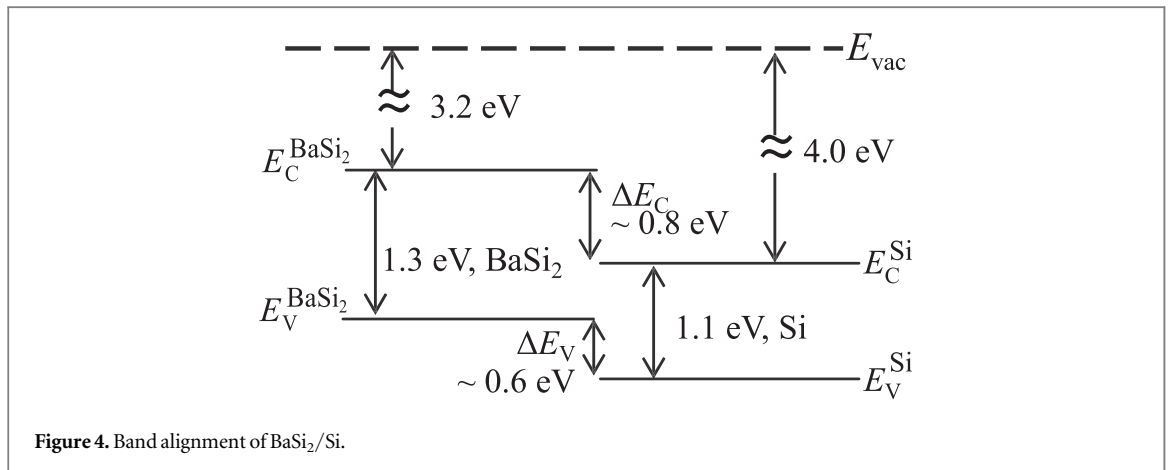 E_vac
3.2 eV
4.0 eV
E_C^BaSi₂
ΔE_C
~ 0.8 eV
1.3 eV, BaSi₂
E_C^Si
E_V^BaSi₂
1.1 eV, Si
ΔE_V
~ 0.6 eV
E_V^Si
Figure 4. Band alignment of BaSi₂/Si.